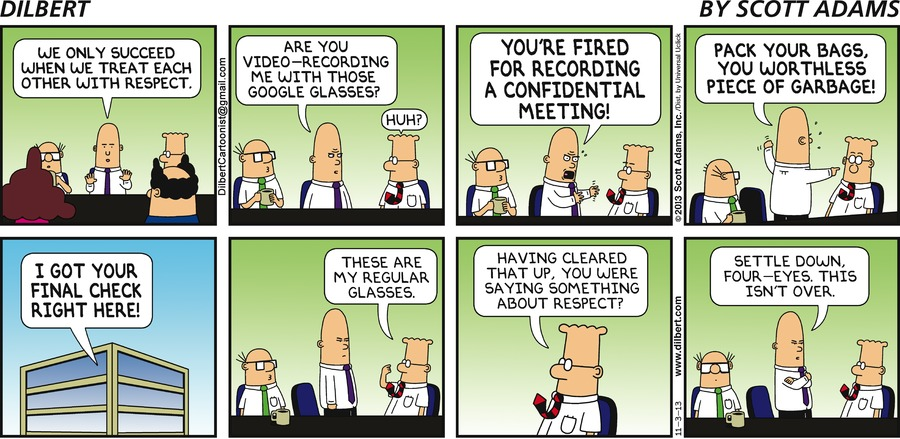 DILBERT
BY SCOTT ADAMS
WE ONLY SUCCEED
WHEN WE TREAT EACH
OTHER WITH RESPECT.
DilbertCartoonist@gmail.com
ARE YOU
VIDEO-RECORDING
ME WITH THOSE
GOOGLE GLASSES?
HUH?
YOU'RE FIRED
FOR RECORDING
A CONFIDENTIAL
MEETING!
©2013 Scott Adams, Inc. /Dist. by Universal Uclick
PACK YOUR BAGS,
YOU WORTHLESS
PIECE OF GARBAGE!
I GOT YOUR
FINAL CHECK
RIGHT HERE!
THESE ARE
MY REGULAR
GLASSES.
HAVING CLEARED
THAT UP, YOU WERE
SAYING SOMETHING
ABOUT RESPECT?
11-3-13 www.dilbert.com
SETTLE DOWN,
FOUR-EYES. THIS
ISN'T OVER.